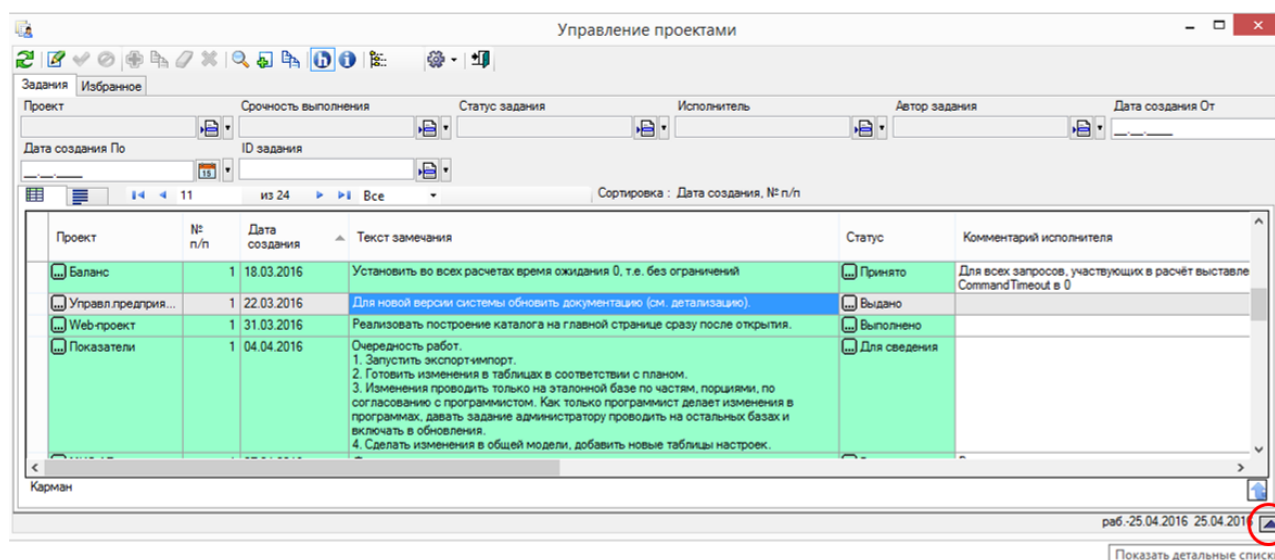 Управление проектами
Задания Избранное
Проект Срочность выполнения Статус задания Исполнитель Автор задания Дата создания От
__.__.____
Дата создания По ID задания
__.__.____ 15
11 из 24 Все Сортировка : Дата создания, № п/п
Проект № п/п Дата создания Текст замечания Статус Комментарий исполнителя
Баланс 1 18.03.2016 Установить во всех расчетах время ожидания 0, т.е. без ограничений Принято Для всех запросов, участвующих в расчёт выставле
CommandTimeout в 0
Управл.предприя... 1 22.03.2016 Для новой версии системы обновить документацию (см. детализацию). Выдано
Web-проект 1 31.03.2016 Реализовать построение каталога на главной странице сразу после открытия. Выполнено
Показатели 1 04.04.2016 Очередность работ. Для сведения
1. Запустить экспорт-импорт.
2. Готовить изменения в таблицах в соответствии с планом.
3. Изменения проводить только на эталонной базе по частям, порциями, по
согласованию с программистом. Как только программист делает изменения в
программах, давать задание администратору проводить на остальных базах и
включать в обновления.
4. Сделать изменения в общей модели, добавить новые таблицы настроек.
Карман
раб.-25.04.2016 25.04.2016
Показать детальные списки